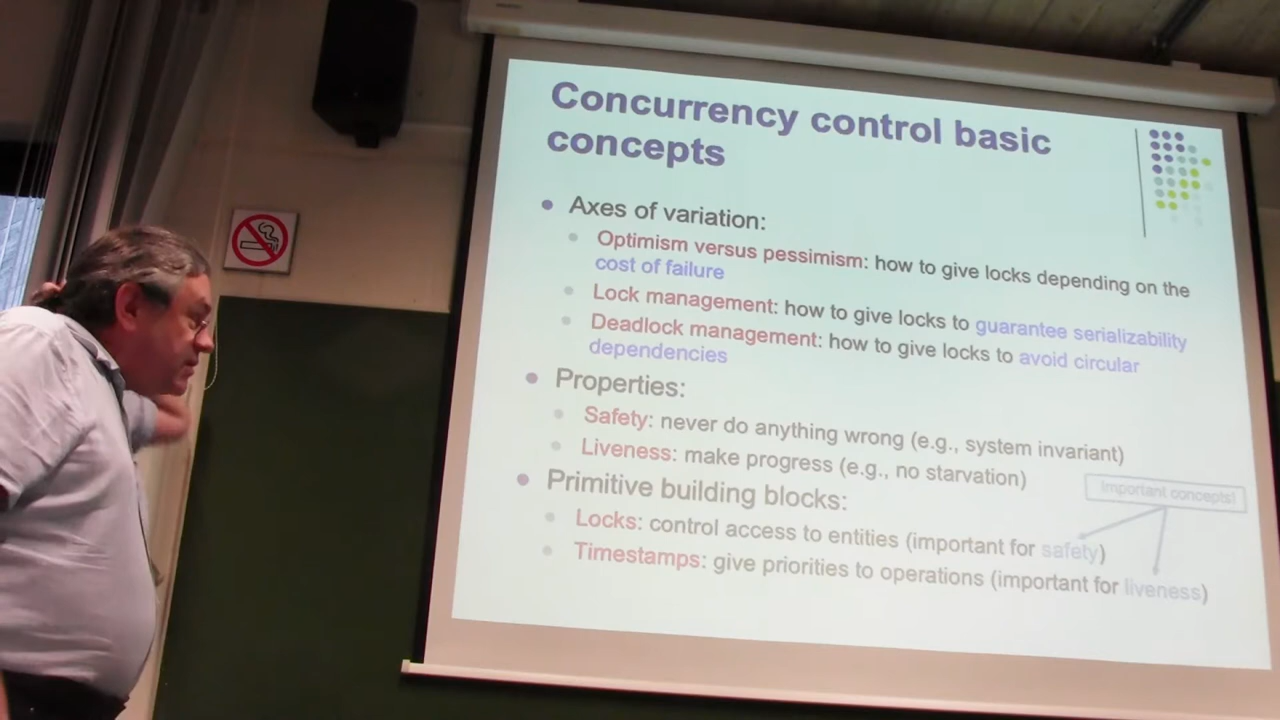 Concurrency control basic
concepts
Axes of variation:
Optimism versus pessimism: how to give locks depending on the
cost of failure
Lock management: how to give locks to guarantee serializability
Deadlock management: how to give locks to avoid circular
dependencies
Properties:
Safety: never do anything wrong (e.g., system invariant)
Liveness: make progress (e.g., no starvation)
Important concepts!
Primitive building blocks:
Locks: control access to entities (important for safety)
Timestamps: give priorities to operations (important for liveness)